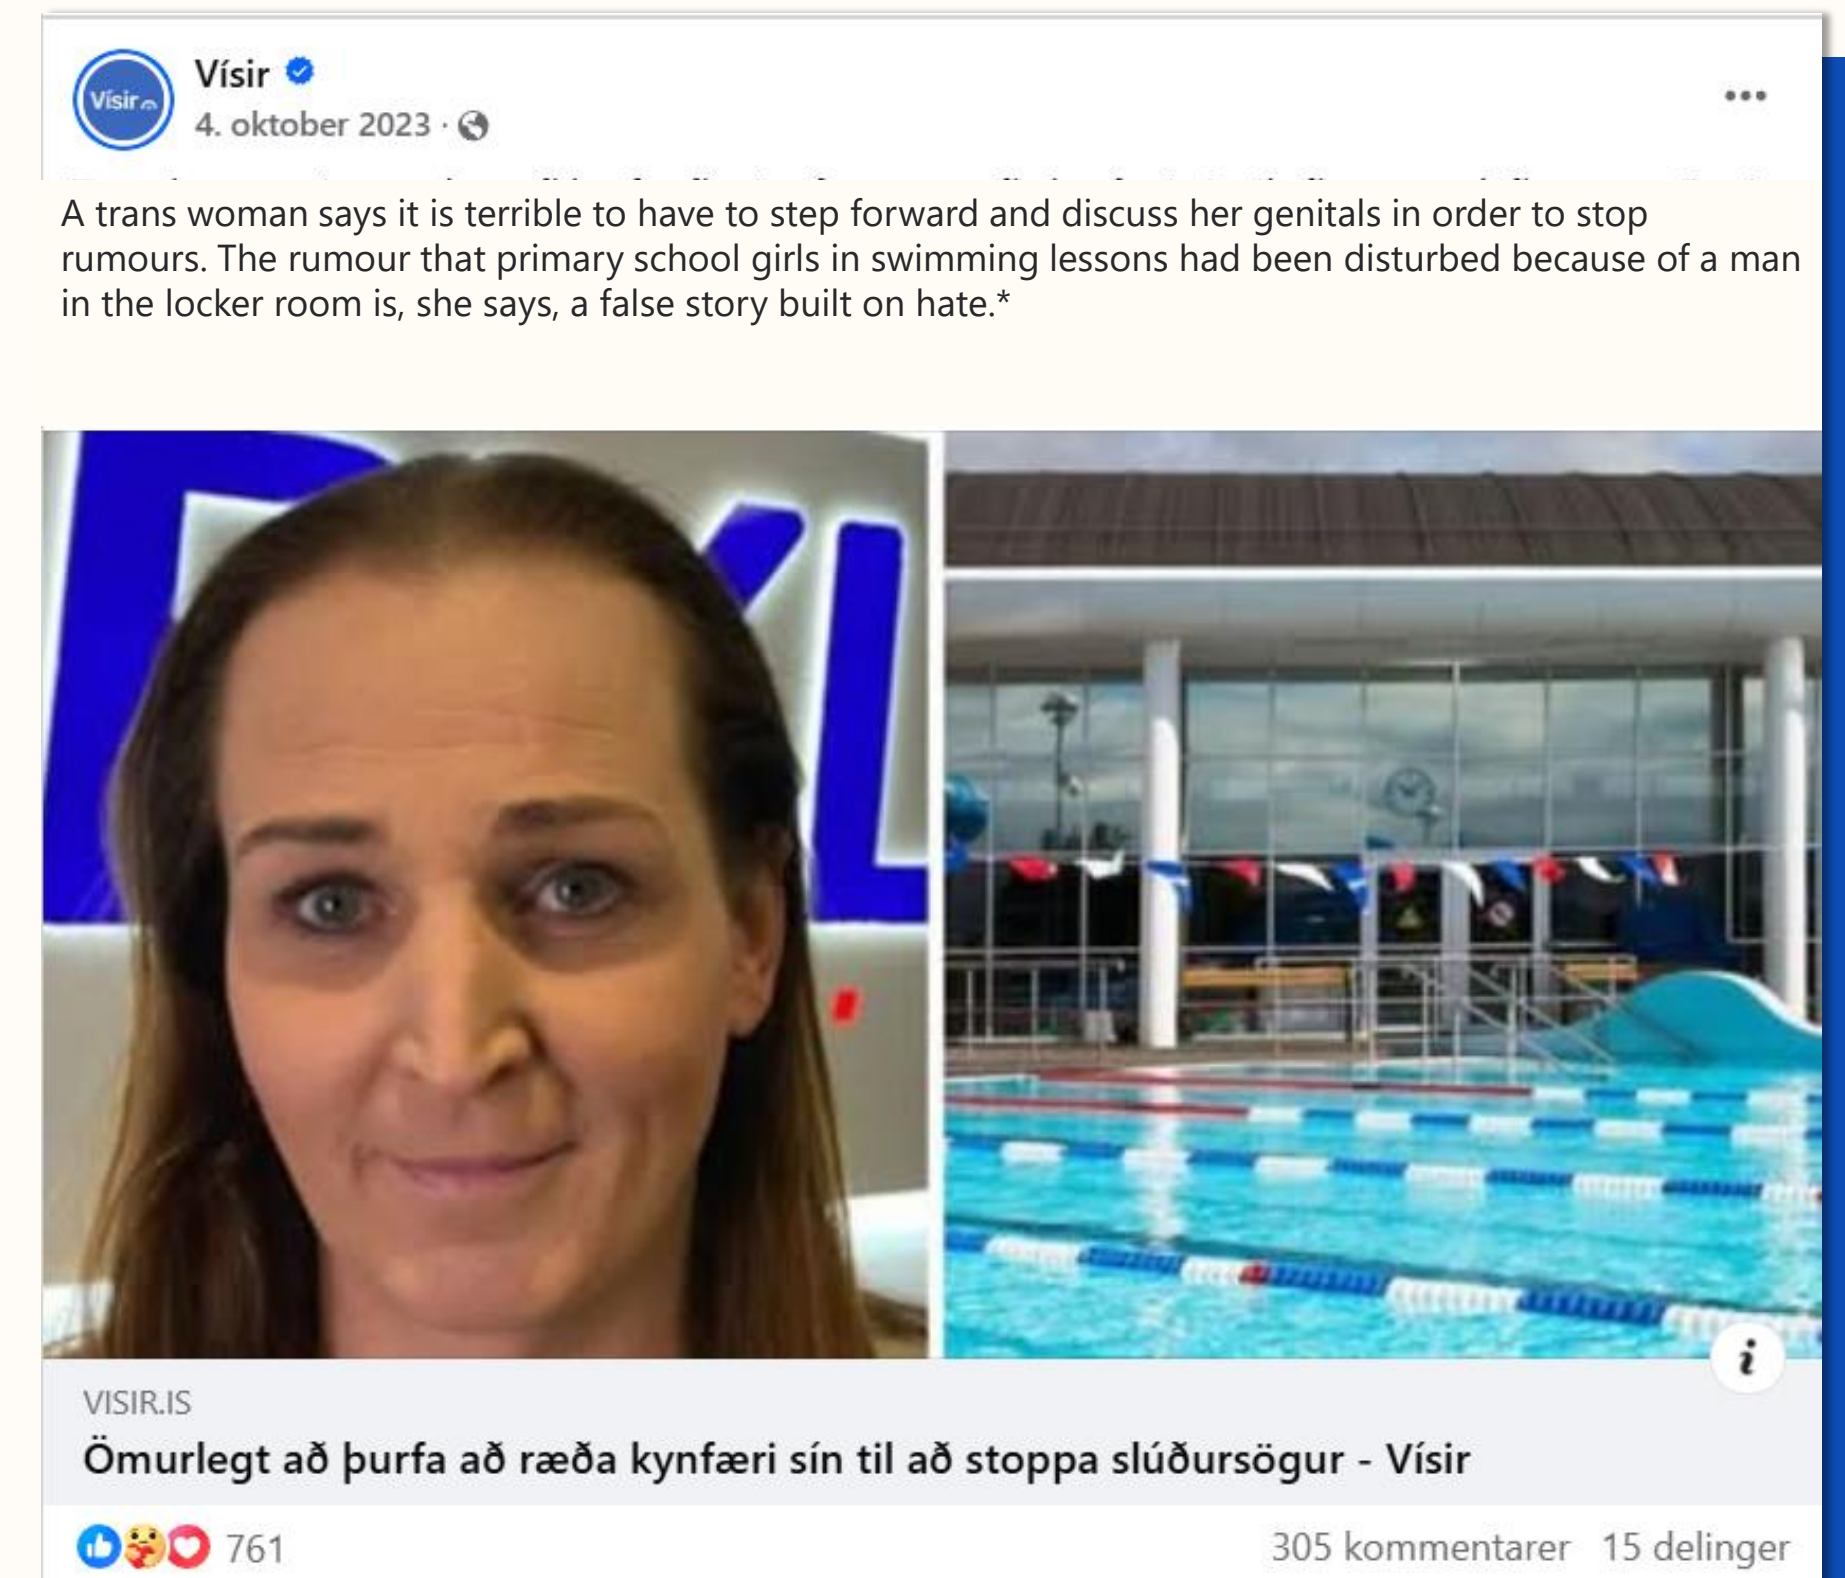 Vísir
Vísir
4. oktober 2023 ·
A trans woman says it is terrible to have to step forward and discuss her genitals in order to stop
rumours. The rumour that primary school girls in swimming lessons had been disturbed because of a man
in the locker room is, she says, a false story built on hate.*
VISIR.IS
Ömurlegt að þurfa að ræða kynfæri sín til að stoppa slúðursögur - Vísir
761
305 kommentarer 15 delinger